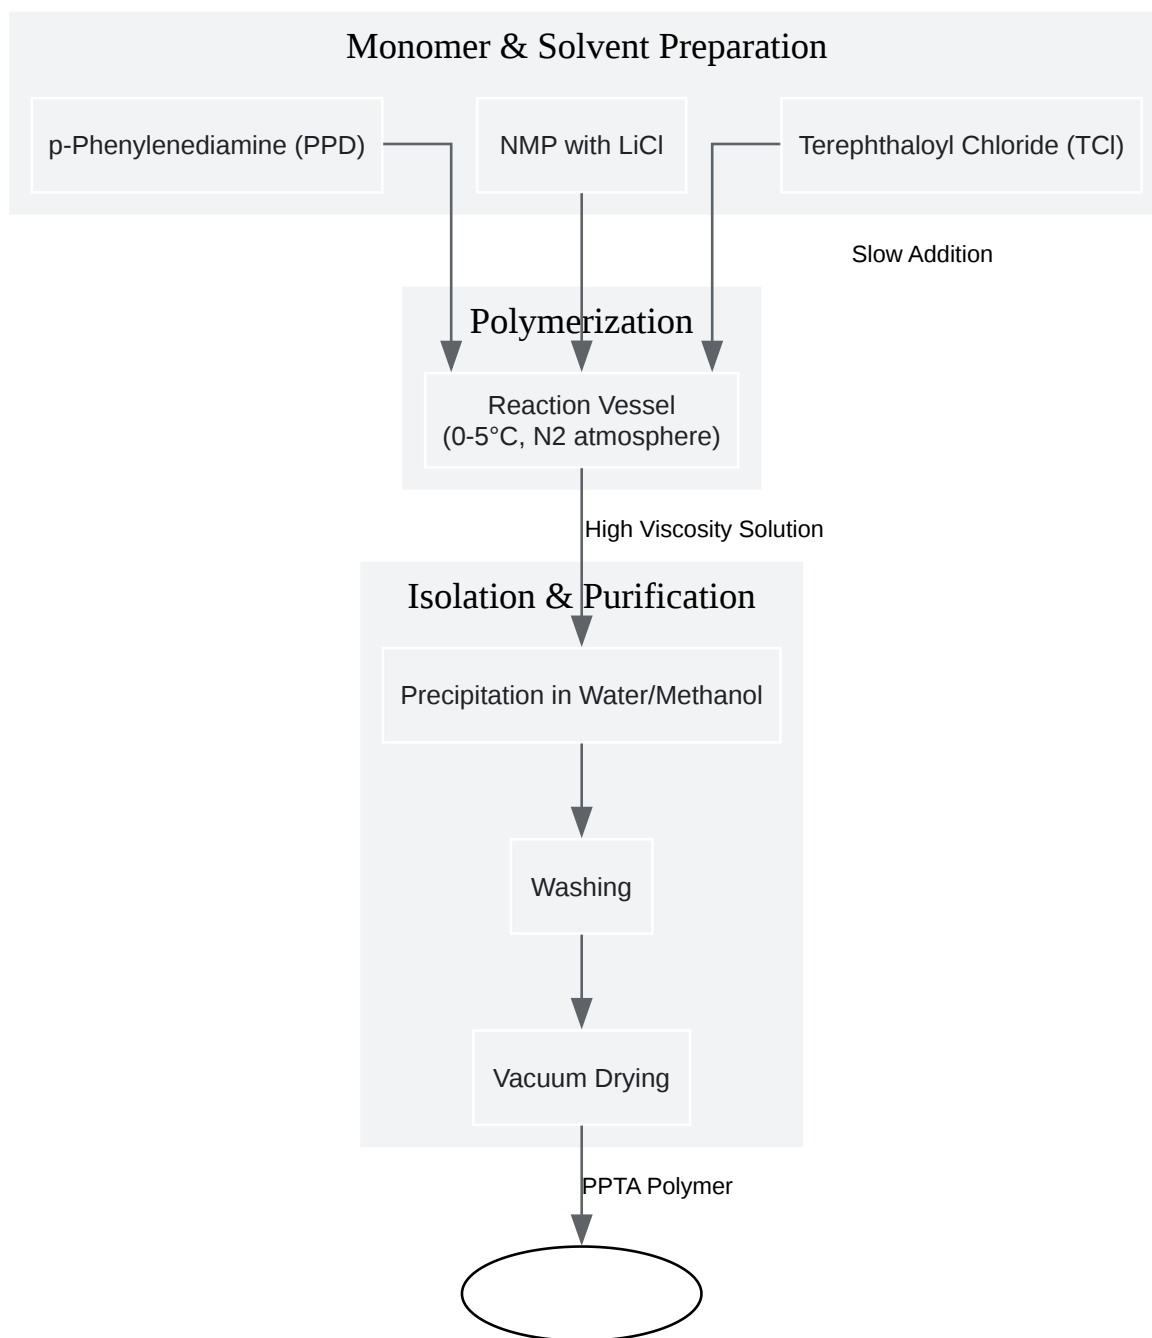 Monomer & Solvent Preparation
p-Phenylenediamine (PPD)
NMP with LiCl
Terephthaloyl Chloride (TCl)
Slow Addition
Polymerization
Reaction Vessel
(0-5°C, N2 atmosphere)
High Viscosity Solution
Isolation & Purification
Precipitation in Water/Methanol
Washing
Vacuum Drying
PPTA Polymer